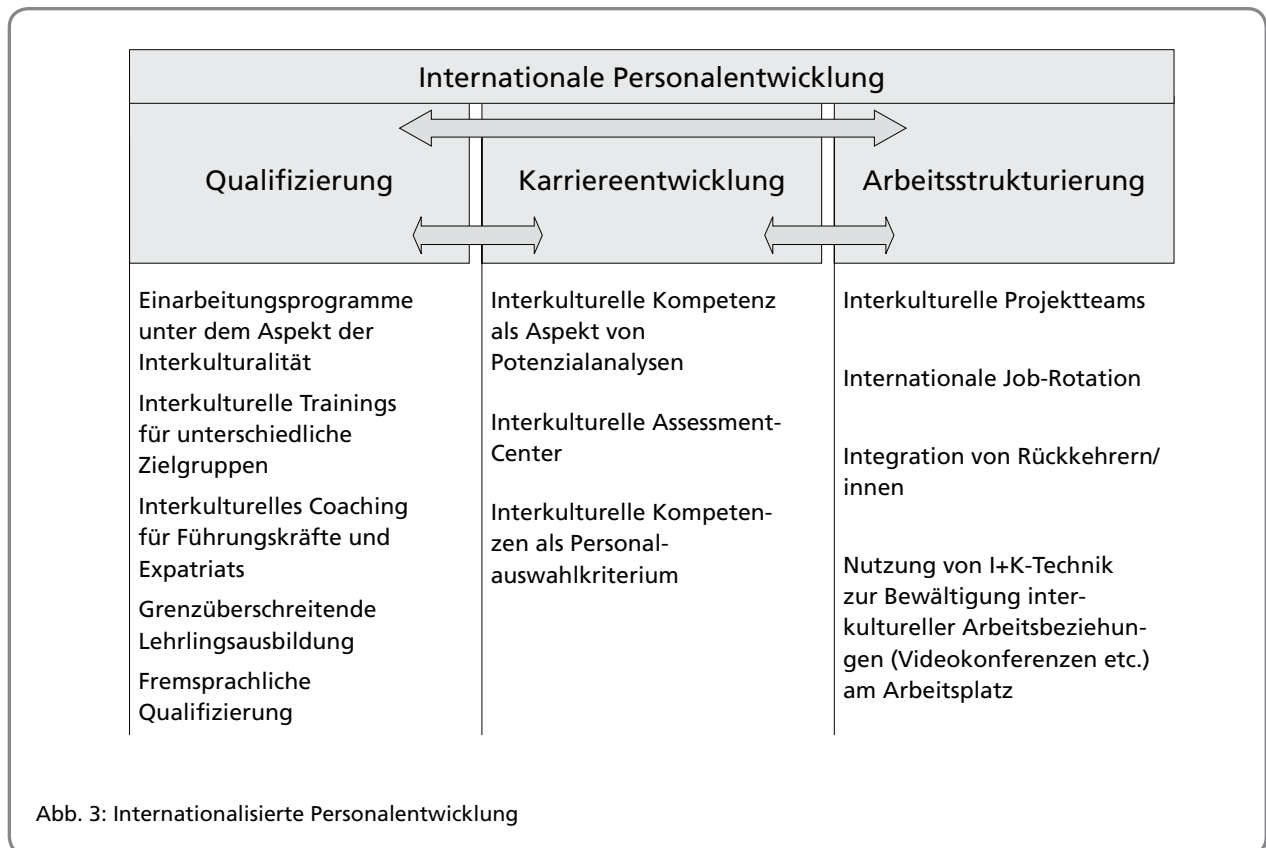 Internationale Personalentwicklung
Qualifizierung
Karriereentwicklung
Arbeitsstrukturierung
Einarbeitungsprogramme
unter dem Aspekt der
Interkulturalität
Interkulturelle Trainings
für unterschiedliche
Zielgruppen
Interkulturelles Coaching
für Führungskräfte und
Expatriats
Grenzüberschreitende
Lehrlingsausbildung
Fremsprachliche
Qualifizierung
Interkulturelle Kompetenz
als Aspekt von
Potenzialanalysen
Interkulturelle Assessment-
Center
Interkulturelle Kompeten-
zen als Personal-
auswahlkriterium
Interkulturelle Projektteams
Internationale Job-Rotation
Integration von Rückkehrern/
innen
Nutzung von I+K-Technik
zur Bewältigung inter-
kultureller Arbeitsbeziehun-
gen (Videokonferenzen etc.)
am Arbeitsplatz
Abb. 3: Internationalisierte Personalentwicklung